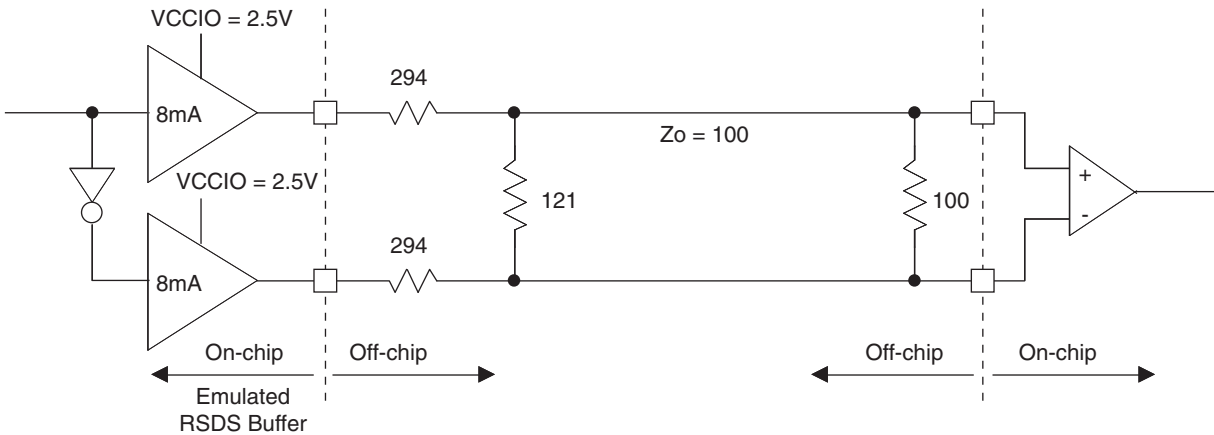 VCCIO = 2.5V
294
8mA
Zo = 100
VCCIO = 2.5V
121
100
+
-
294
8mA
On-chip
Off-chip
Off-chip
On-chip
Emulated
RSDS Buffer